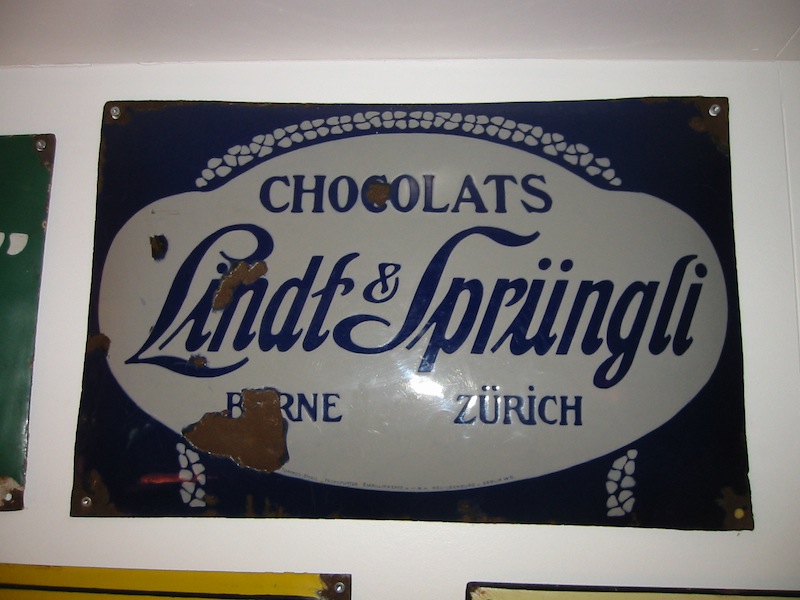 CHOCOLATS
Lindt & Sprüngli
BERNE ZÜRICH